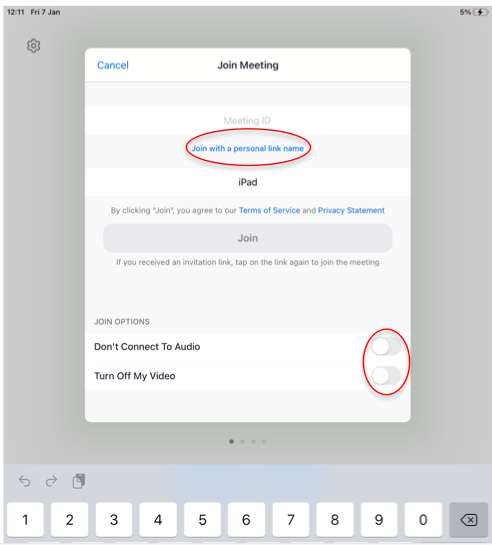 12:11 Fri 7 Jan
5%
Cancel
Join Meeting
Meeting ID
Join with a personal link name
iPad
By clicking "Join", you agree to our Terms of Service and Privacy Statement
Join
If you received an invitation link, tap on the link again to join the meeting
JOIN OPTIONS
Don't Connect To Audio
Turn Off My Video
1 2 3 4 5 6 7 8 9 0